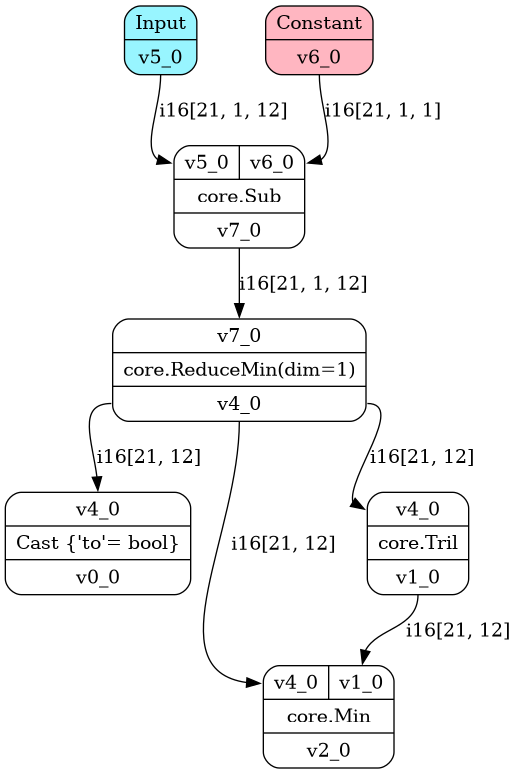 Input
v5_0
Constant
v6_0
i16[21, 1, 12]
i16[21, 1, 1]
v5_0
v6_0
core.Sub
v7_0
i16[21, 1, 12]
v7_0
core.ReduceMin(dim=1)
v4_0
i16[21, 12]
i16[21, 12]
i16[21, 12]
v4_0
Cast {'to'= bool}
v0_0
v4_0
core.Tril
v1_0
i16[21, 12]
v4_0
v1_0
core.Min
v2_0